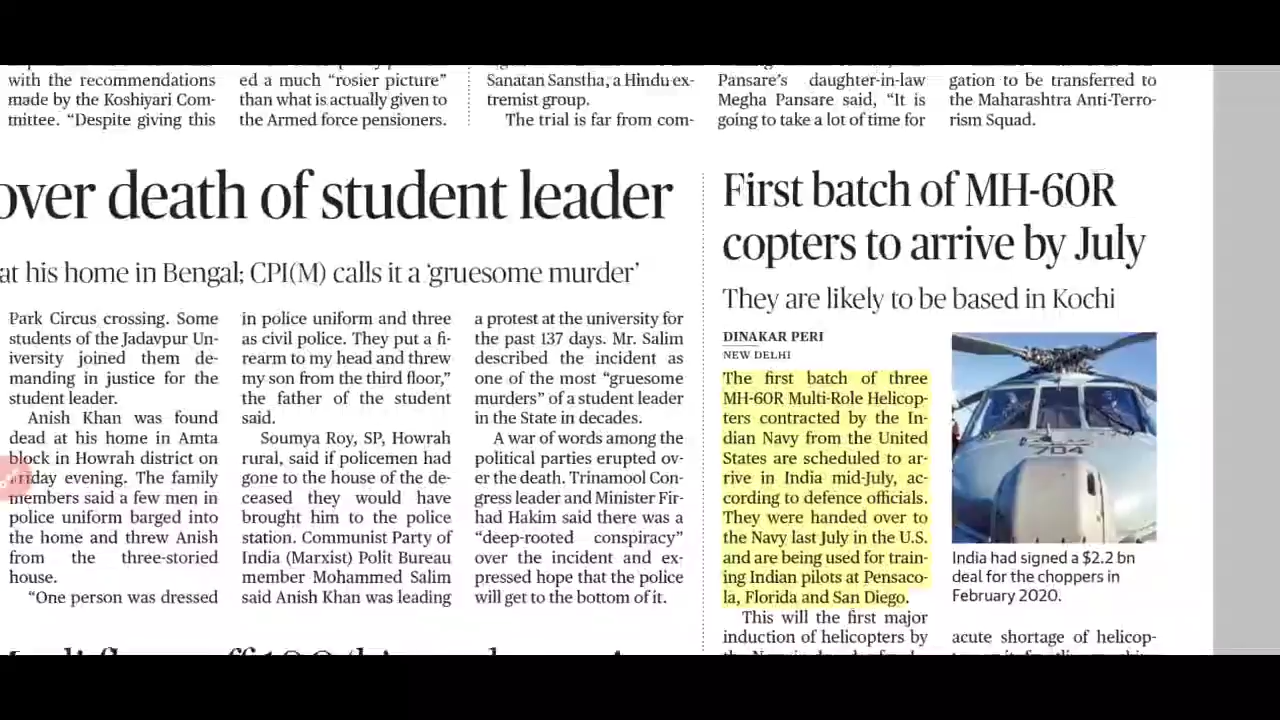 with the recommendations
made by the Koshiyari Com-
mittee. “Despite giving this
ed a much “rosier picture”
than what is actually given to
the Armed force pensioners.
Sanatan Sanstha, a Hindu ex-
tremist group.
The trial is far from com-
Pansare’s daughter-in-law
Megha Pansare said, “It is
going to take a lot of time for
gation to be transferred to
the Maharashtra Anti-Terro-
rism Squad.
over death of student leader
at his home in Bengal; CPI(M) calls it a ‘gruesome murder’
Park Circus crossing. Some
students of the Jadavpur Un-
iversity joined them de-
manding in justice for the
student leader.
Anish Khan was found
dead at his home in Amta
block in Howrah district on
Friday evening. The family
members said a few men in
police uniform barged into
the home and threw Anish
from the three-storied
house.
“One person was dressed
in police uniform and three
as civil police. They put a fi-
rearm to my head and threw
my son from the third floor,”
the father of the student
said.
Soumya Roy, SP, Howrah
rural, said if policemen had
gone to the house of the de-
ceased they would have
brought him to the police
station. Communist Party of
India (Marxist) Polit Bureau
member Mohammed Salim
said Anish Khan was leading
a protest at the university for
the past 137 days. Mr. Salim
described the incident as
one of the most “gruesome
murders” of a student leader
in the State in decades.
A war of words among the
political parties erupted ov-
er the death. Trinamool Con-
gress leader and Minister Fir-
had Hakim said there was a
“deep-rooted conspiracy”
over the incident and ex-
pressed hope that the police
will get to the bottom of it.
First batch of MH-60R
copters to arrive by July
They are likely to be based in Kochi
DINAKAR PERI
NEW DELHI
The first batch of three
MH-60R Multi-Role Helicop-
ters contracted by the In-
dian Navy from the United
States are scheduled to ar-
rive in India mid-July, ac-
cording to defence officials.
They were handed over to
the Navy last July in the U.S.
and are being used for train-
ing Indian pilots at Pensaco-
la, Florida and San Diego.
This will the first major
induction of helicopters by
704
India had signed a $2.2 bn
deal for the choppers in
February 2020.
acute shortage of helicop-